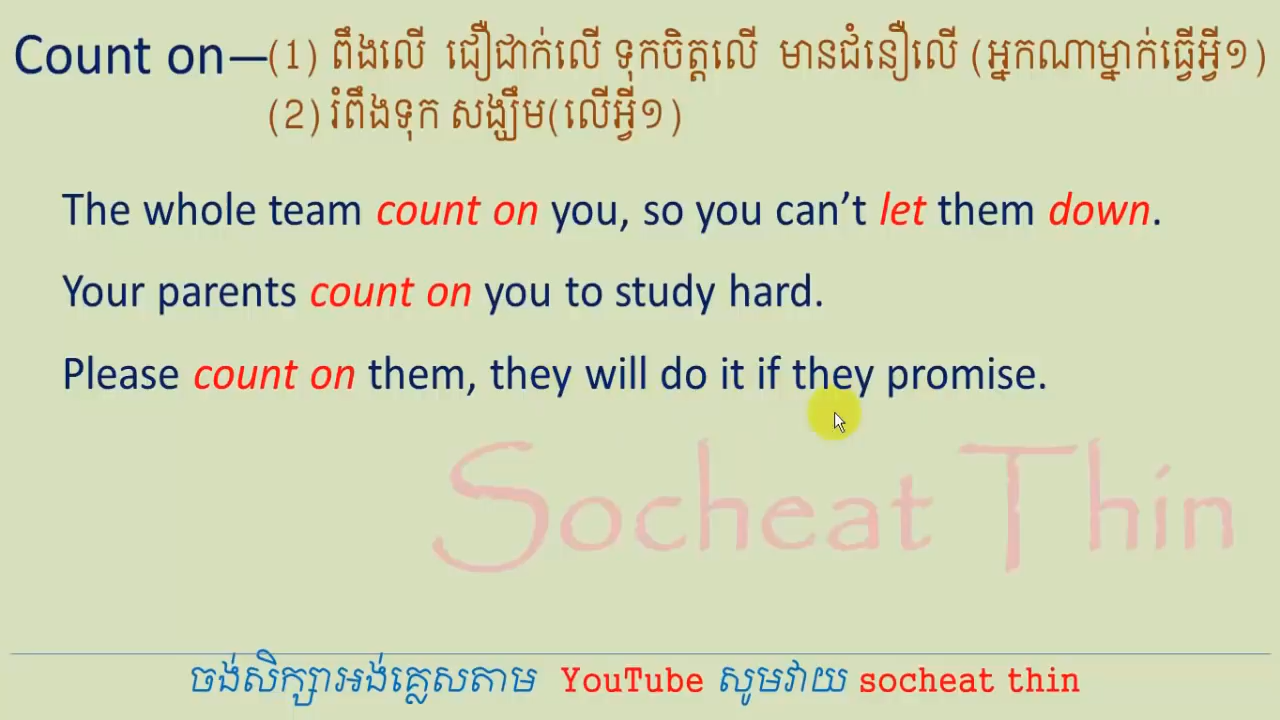 Count on—(1) ពឹងលើ ជឿជាក់លើ ទុកចិត្តលើ មានជំនឿលើ (អ្នកណាម្នាក់ធ្វើអ្វី១)
(2) រំពឹងទុក សង្ឃឹម(លើអ្វី១)
The whole team count on you, so you can’t let them down.
Your parents count on you to study hard.
Please count on them, they will do it if they promise.
Socheat Thin
ចង់សិក្សាអង់គ្លេសតាម YouTube សូមវាយ socheat thin